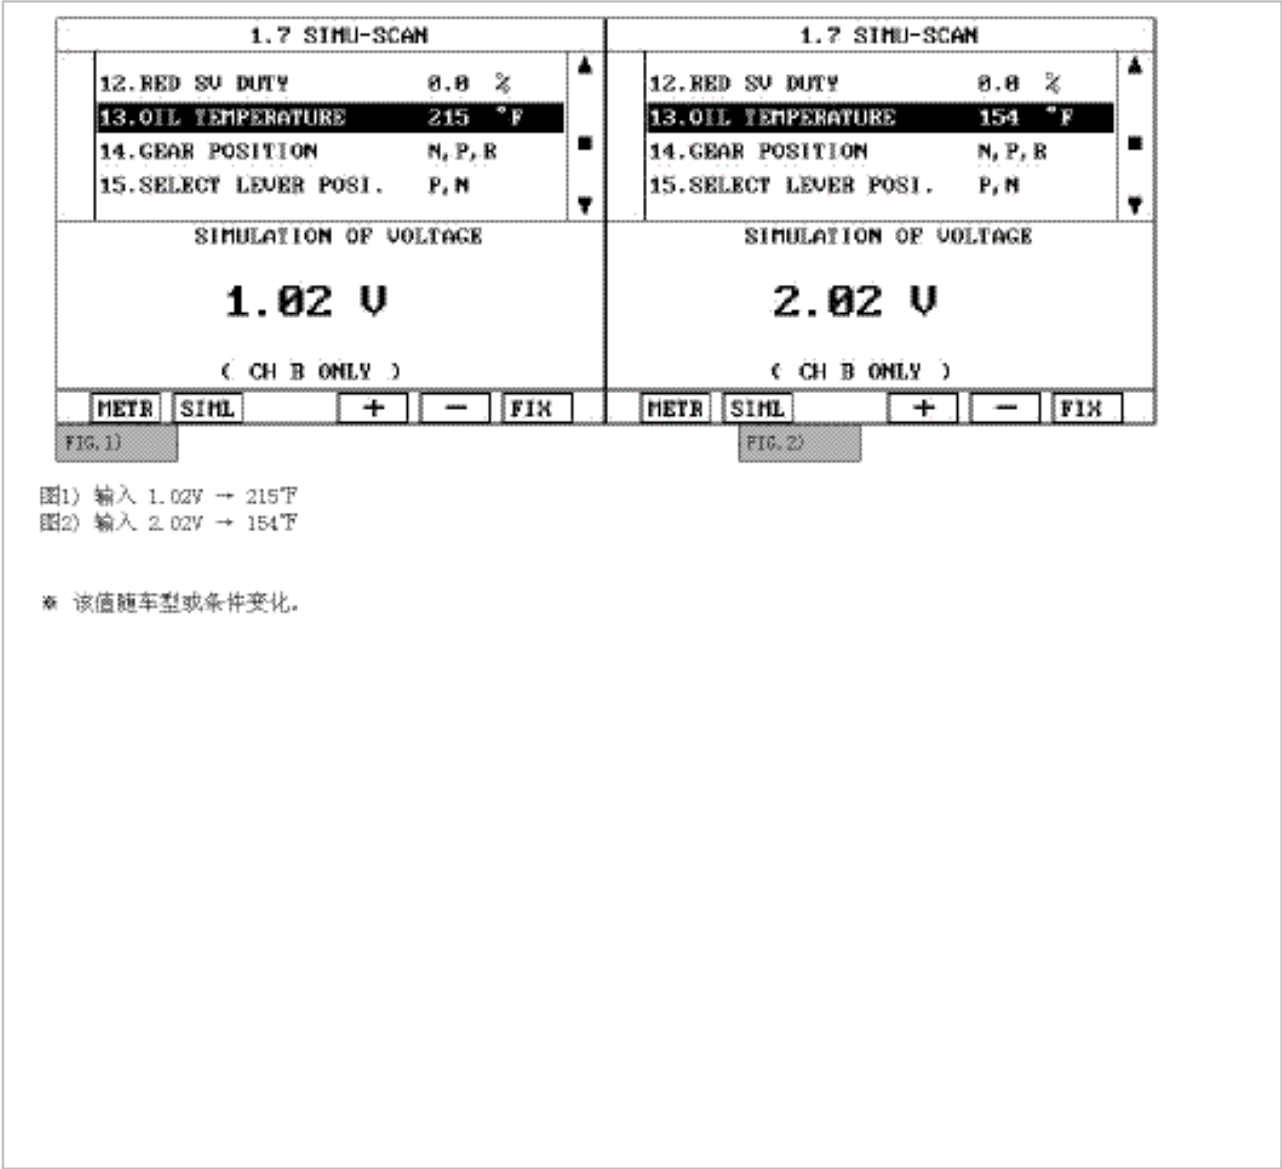 1.7 SIMU-SCAN
12.RED SV DUTY 0.0 %
13.OIL TEMPERATURE 215 °F
14.GEAR POSITION N,P,R
15.SELECT LEVER POSI. P,N
SIMULATION OF VOLTAGE
1.02 V
( CH B ONLY )
METR SIML + - FIX
FIG.1)
1.7 SIMU-SCAN
12.RED SV DUTY 0.0 %
13.OIL TEMPERATURE 154 °F
14.GEAR POSITION N,P,R
15.SELECT LEVER POSI. P,N
SIMULATION OF VOLTAGE
2.02 V
( CH B ONLY )
METR SIML + - FIX
FIG.2)
图1) 输入 1.02V → 215℉
图2) 输入 2.02V → 154℉
※ 该值随车型或条件变化.